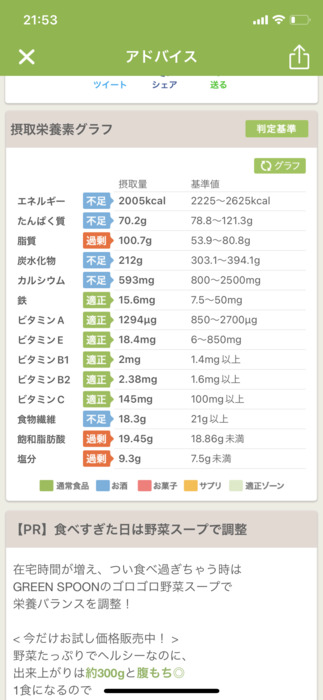 21:53
アドバイス
ツイート シェア 送る
摂取栄養素グラフ 判定基準
グラフ
摂取量 基準値
エネルギー 不足 2005kcal 2225~2625kcal
たんぱく質 不足 70.2g 78.8~121.3g
脂質 過剰 100.7g 53.9~80.8g
炭水化物 不足 212g 303.1~394.1g
カルシウム 不足 593mg 800~2500mg
鉄 適正 15.6mg 7.5~50mg
ビタミンA 適正 1294µg 850~2700µg
ビタミンE 適正 18.4mg 6~850mg
ビタミンB1 適正 2mg 1.4mg以上
ビタミンB2 適正 2.38mg 1.6mg以上
ビタミンC 適正 145mg 100mg以上
食物繊維 不足 18.3g 21g以上
飽和脂肪酸 過剰 19.45g 18.86g未満
塩分 過剰 9.3g 7.5g未満
通常食品 お酒 お菓子 サプリ 適正ゾーン
【PR】食べすぎた日は野菜スープで調整
在宅時間が増え、つい食べ過ぎちゃう時は
GREEN SPOONのゴロゴロ野菜スープで
栄養バランスを調整!
<今だけお試し価格販売中!>
野菜たっぷりでヘルシーなのに、
出来上がりは約300gと腹もち◎
1食になるので